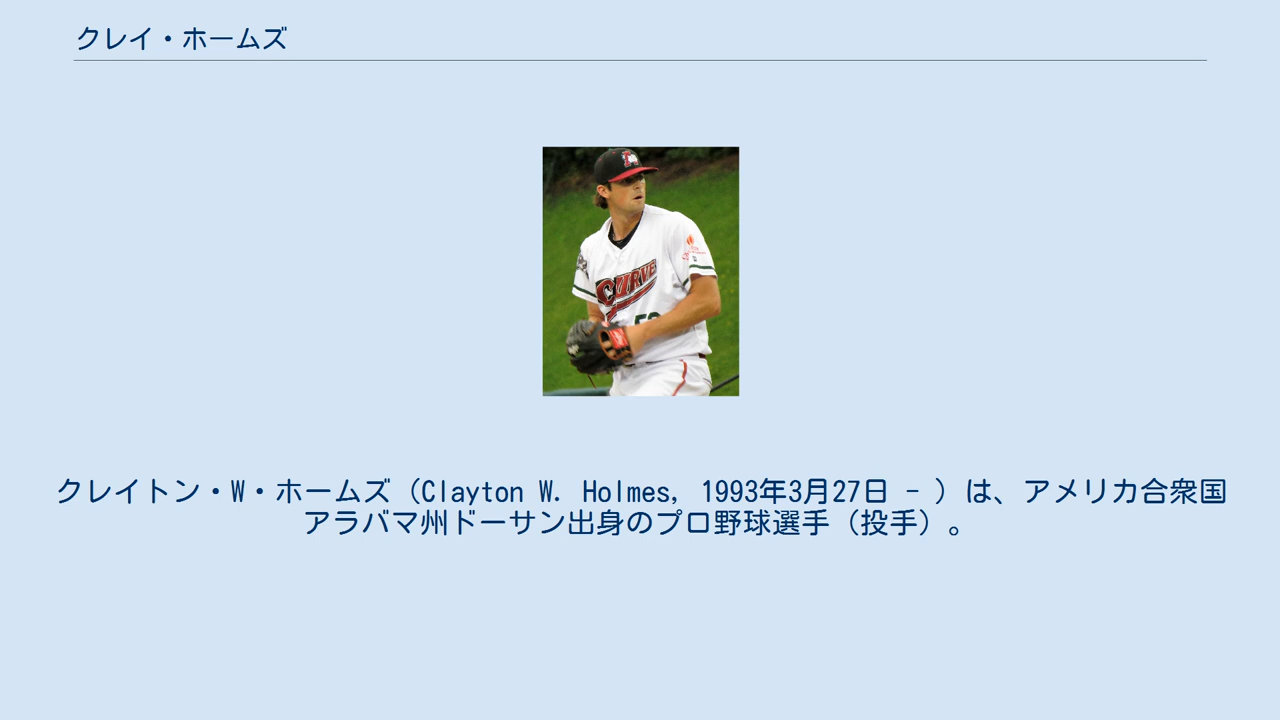 クレイ・ホームズ
CURVE
クレイトン・W・ホームズ（Clayton W. Holmes, 1993年3月27日 - ）は、アメリカ合衆国
アラバマ州ドーサン出身のプロ野球選手（投手）。